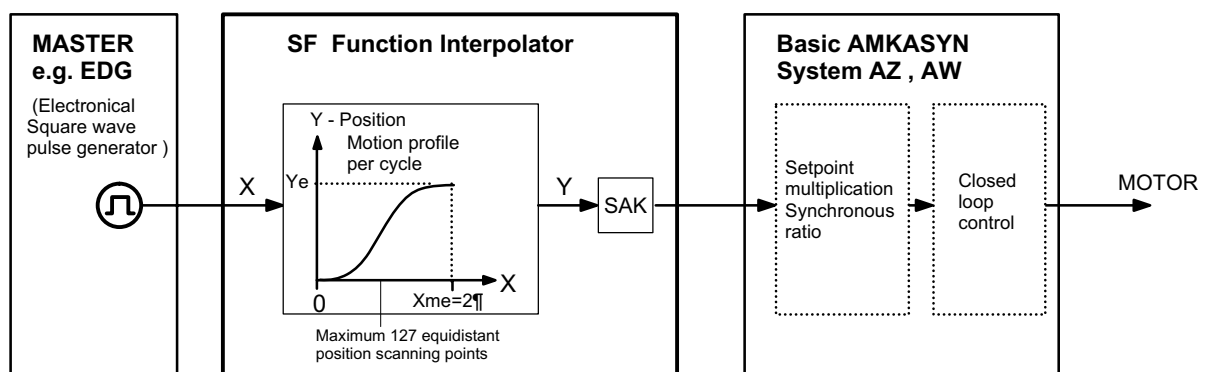 MASTER
e.g. EDG
(Electronical
Square wave
pulse generator )
X
SF Function Interpolator
Y - Position
Motion profile
per cycle
Ye
X
0
Xme=2¶
Maximum 127 equidistant
position scanning points
Y
SAK
Basic AMKASYN
System AZ , AW
Setpoint
multiplication
Synchronous
ratio
Closed
loop
control
MOTOR